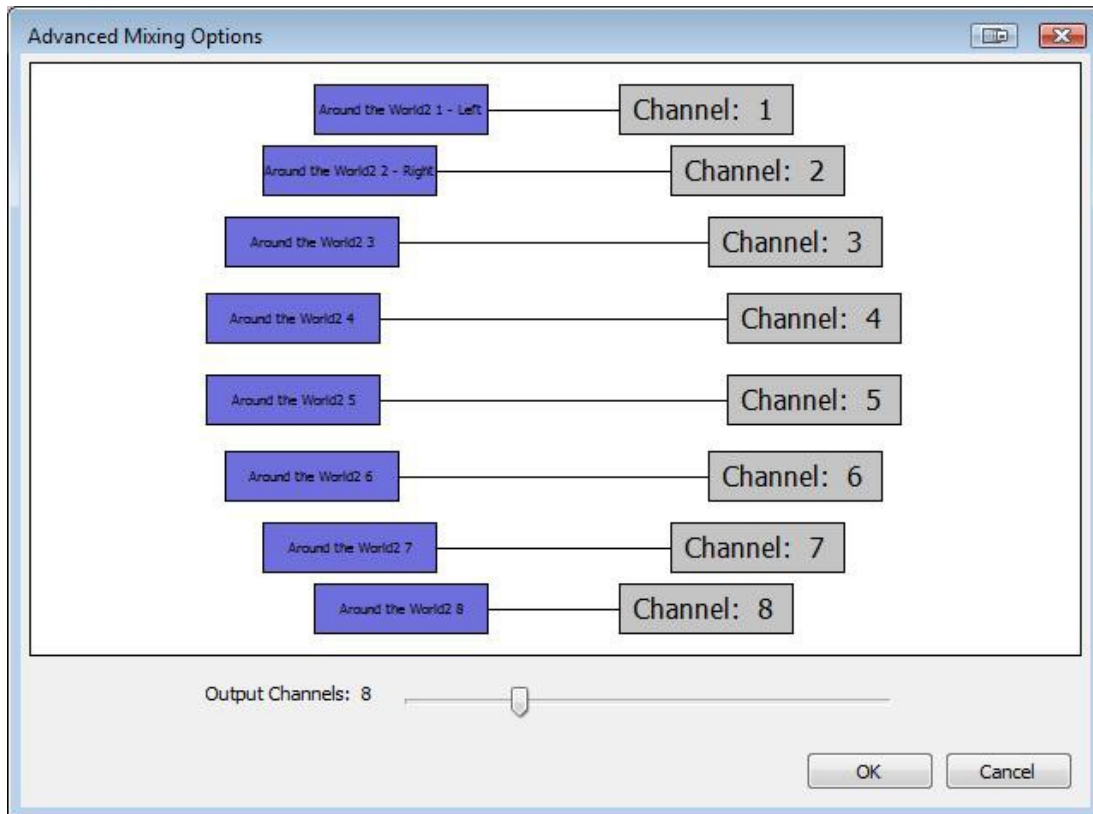 Advanced Mixing Options
Around the World2 1 - Left Channel: 1
Around the World2 2 - Right Channel: 2
Around the World2 3 Channel: 3
Around the World2 4 Channel: 4
Around the World2 5 Channel: 5
Around the World2 6 Channel: 6
Around the World2 7 Channel: 7
Around the World2 8 Channel: 8
Output Channels: 8
OK Cancel